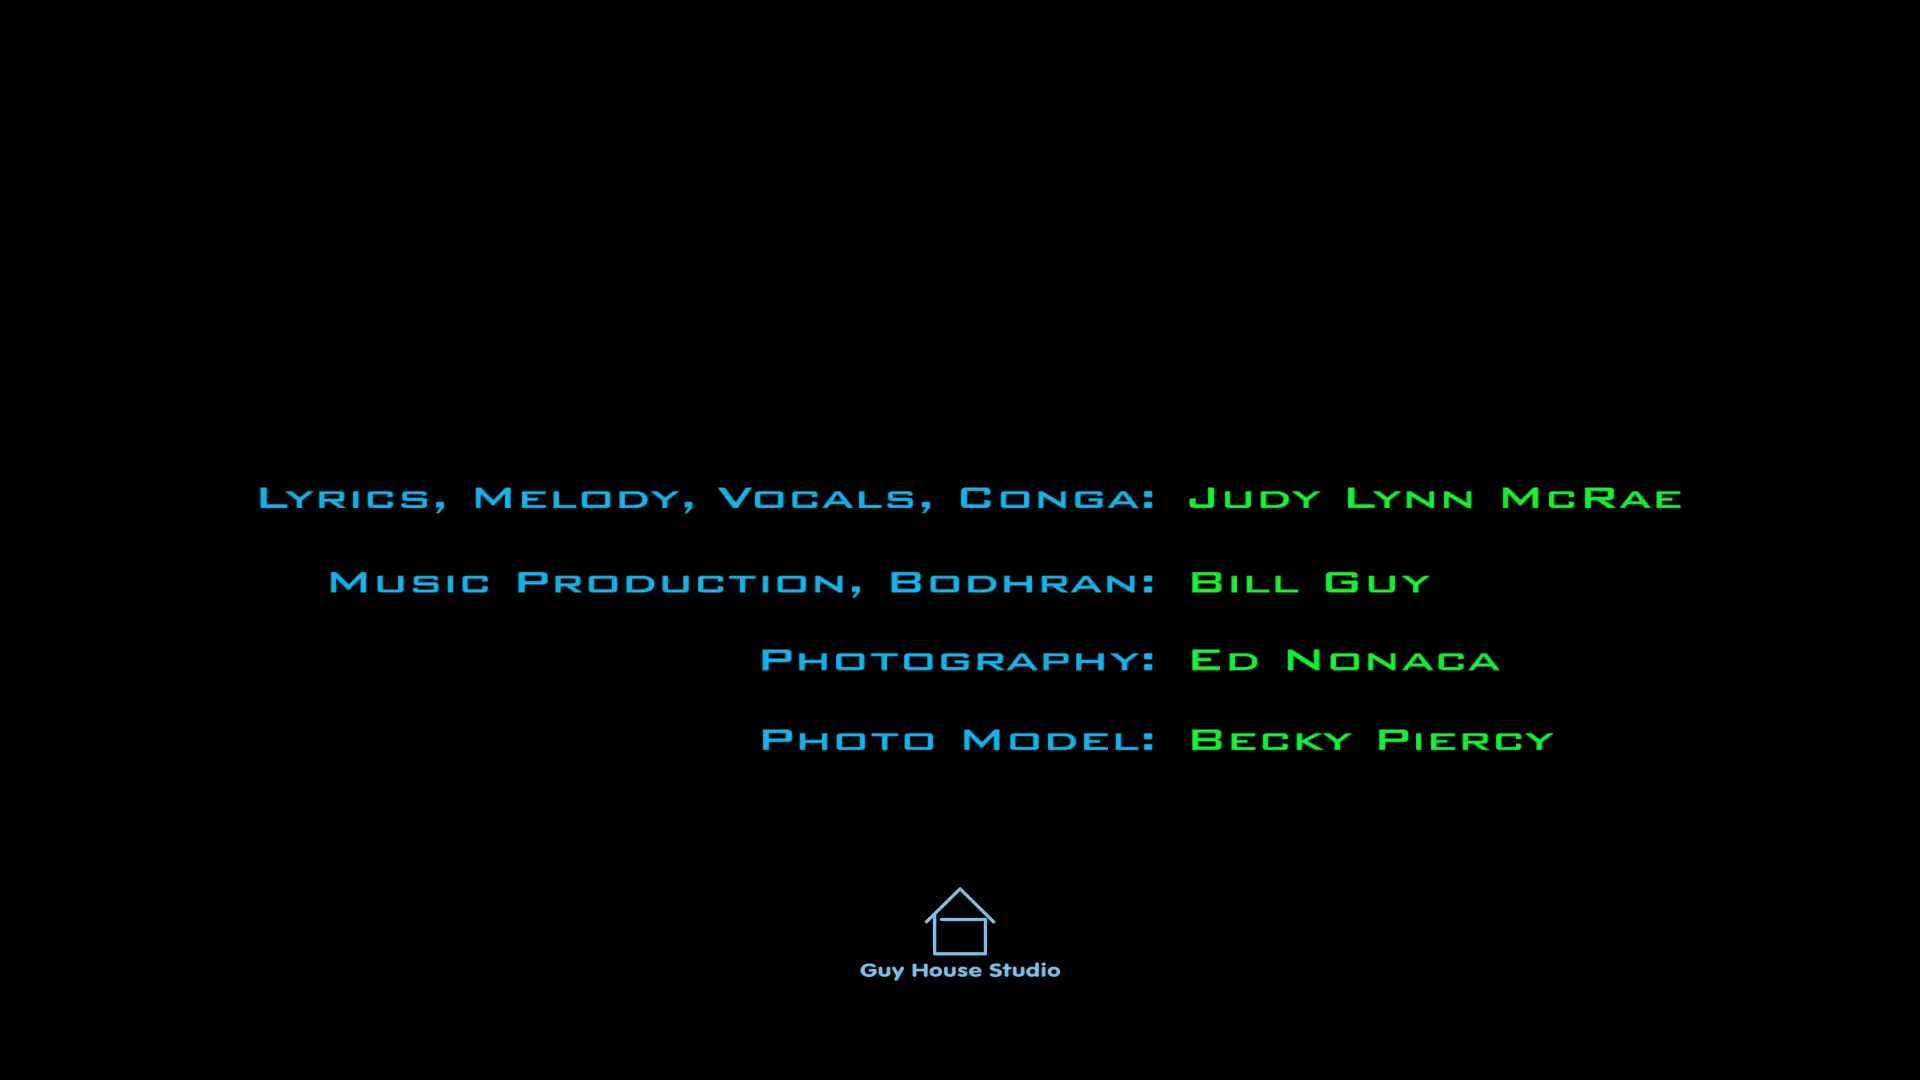 Lyrics, Melody, Vocals, Conga: Judy Lynn McRae
Music Production, Bodhran: Bill Guy
Photography: Ed Nonaca
Photo Model: Becky Piercy
Guy House Studio